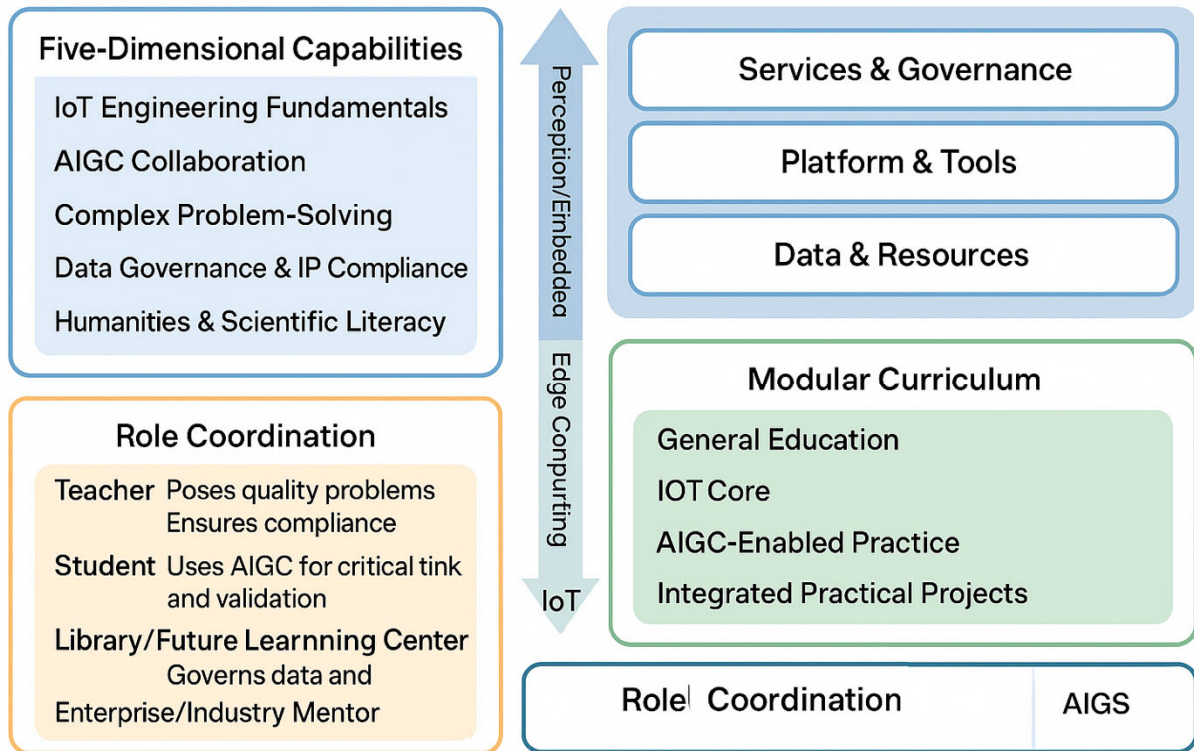 Five-Dimensional Capabilities
IoT Engineering Fundamentals
AIGC Collaboration
Complex Problem-Solving
Data Governance & IP Compliance
Humanities & Scientific Literacy
Role Coordination
Teacher Poses quality problems
Ensures compliance
Student Uses AIGC for critical tink
and validation
Library/Future Learnning Center
Governs data and
Enterprise/Industry Mentor
Perception/Eınbeddea
Edge Conpurting
IoT
Services & Governance
Platform & Tools
Data & Resources
Modular Curriculum
General Education
IOT Core
AIGC-Enabled Practice
Integrated Practical Projects
Role Coordination
AIGS